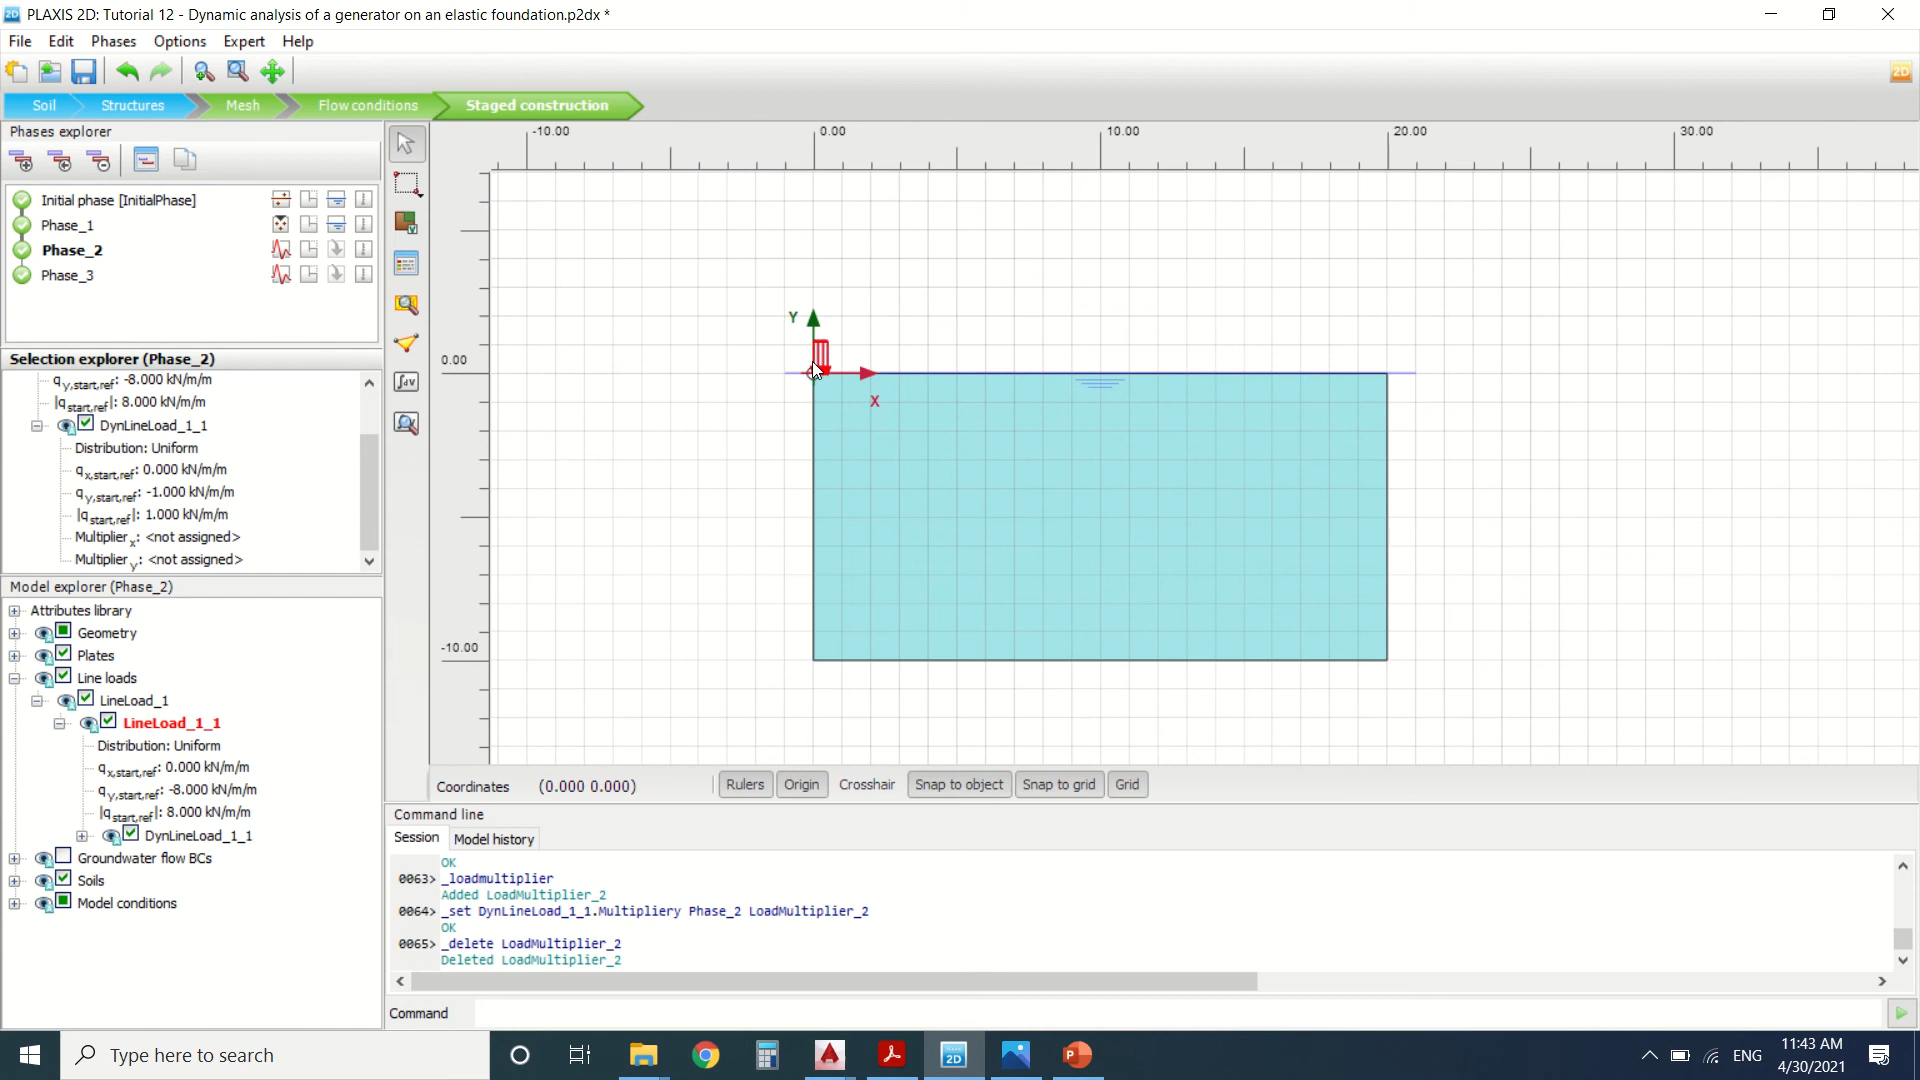 PLAXIS 2D: Tutorial 12 - Dynamic analysis of a generator on an elastic foundation.p2dx *
File Edit Phases Options Expert Help
Soil Structures Mesh Flow conditions Staged construction
Phases explorer
Initial phase [InitialPhase]
Phase_1
Phase_2
Phase_3
Selection explorer (Phase_2)
qy,start,ref: -8.000 kN/m/m
|qstart,ref|: 8.000 kN/m/m
DynLineLoad_1_1
Distribution: Uniform
qx,start,ref: 0.000 kN/m/m
qy,start,ref: -1.000 kN/m/m
|qstart,ref|: 1.000 kN/m/m
Multiplierx: <not assigned>
Multipliery: <not assigned>
Model explorer (Phase_2)
Attributes library
Geometry
Plates
Line loads
LineLoad_1
LineLoad_1_1
Distribution: Uniform
qx,start,ref: 0.000 kN/m/m
qy,start,ref: -8.000 kN/m/m
|qstart,ref|: 8.000 kN/m/m
DynLineLoad_1_1
Groundwater flow BCs
Soils
Model conditions
-10.00 0.00 10.00 20.00 30.00
Y
0.00
X
-10.00
Coordinates (0.000 0.000) Rulers Origin Crosshair Snap to object Snap to grid Grid
Command line
Session Model history
OK
0063> _loadmultiplier
Added LoadMultiplier_2
0064> _set DynLineLoad_1_1.Multipliery Phase_2 LoadMultiplier_2
OK
0065> _delete LoadMultiplier_2
Deleted LoadMultiplier_2
Command
Type here to search
ENG
11:43 AM
4/30/2021